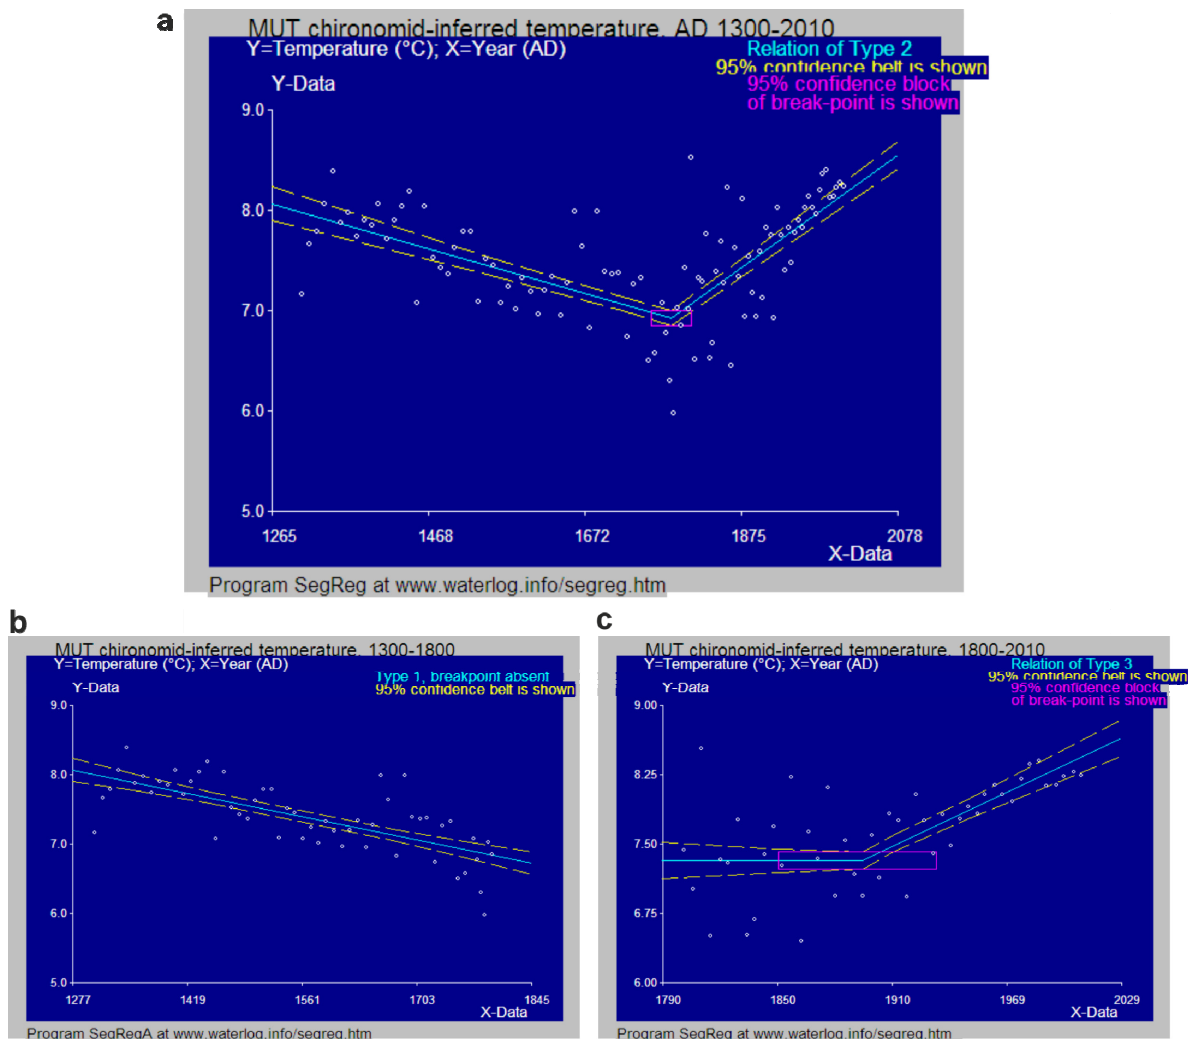 a
MUT chironomid-inferred temperature, AD 1300-2010
Y=Temperature (°C); X=Year (AD)
Relation of Type 2
95% confidence belt is shown
95% confidence block
of break-point is shown
Y-Data
9.0
8.0
7.0
6.0
5.0
1265 1468 1672 1875 2078
X-Data
Program SegReg at www.waterlog.info/segreg.htm
b
MUT chironomid-inferred temperature, 1300-1800
Y=Temperature (°C); X=Year (AD)
Type 1, breakpoint absent
95% confidence belt is shown
Y-Data
9.0
8.0
7.0
6.0
5.0
1277 1419 1561 1703 1845
X-Data
Program SegRegA at www.waterlog.info/segreg.htm
c
MUT chironomid-inferred temperature, 1800-2010
Y=Temperature (°C); X=Year (AD)
Relation of Type 3
95% confidence belt is shown
95% confidence block
of break-point is shown
Y-Data
9.00
8.25
7.50
6.75
6.00
1790 1850 1910 1969 2029
X-Data
Program SegReg at www.waterlog.info/segreg.htm